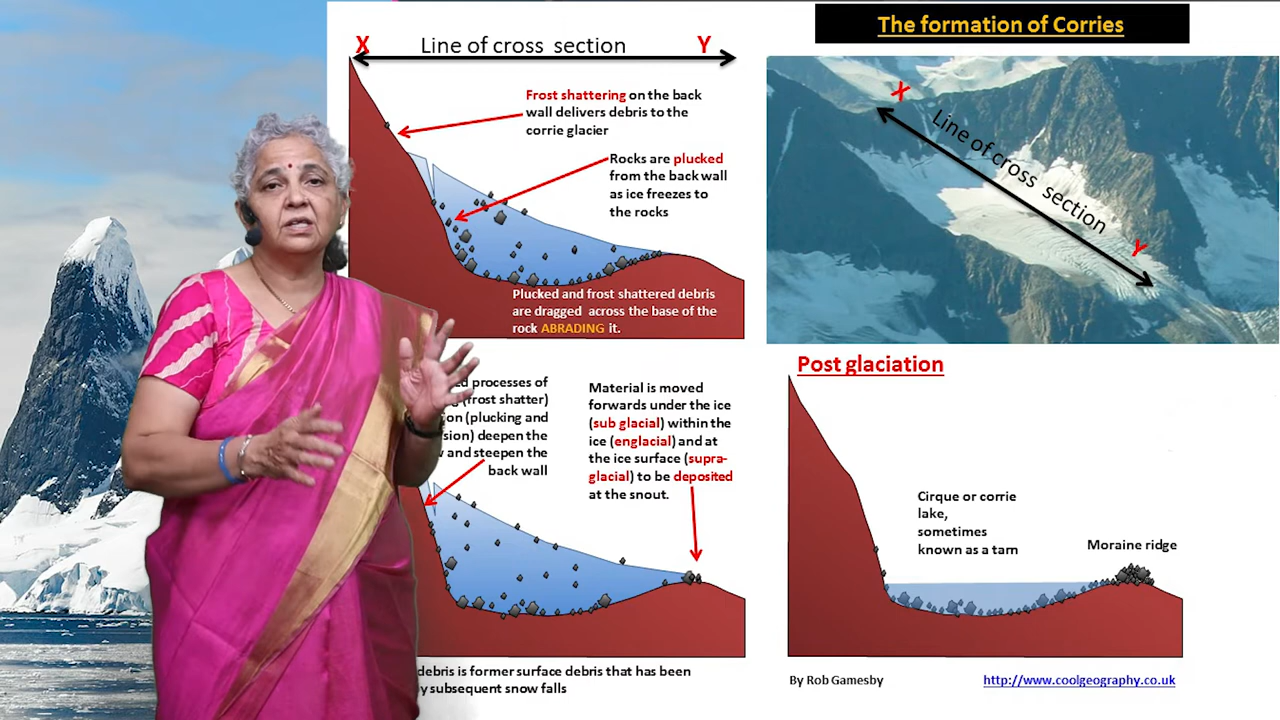 The formation of Corries
X Line of cross section Y
Frost shattering on the back
wall delivers debris to the
corrie glacier
Rocks are plucked
from the back wall
as ice freezes to
the rocks
Plucked and frost shattered debris
are dragged across the base of the
rock ABRADING it.
X
Line of cross section
Y
processes of
(frost shatter)
(plucking and
deepen the
and steepen the
back wall
Material is moved
forwards under the ice
(sub glacial) within the
ice (englacial) and at
the ice surface (supra-
glacial) to be deposited
at the snout.
debris is former surface debris that has been
subsequent snow falls
Post glaciation
Cirque or corrie
lake,
sometimes
known as a tarn
Moraine ridge
By Rob Gamesby
http://www.coolgeography.co.uk